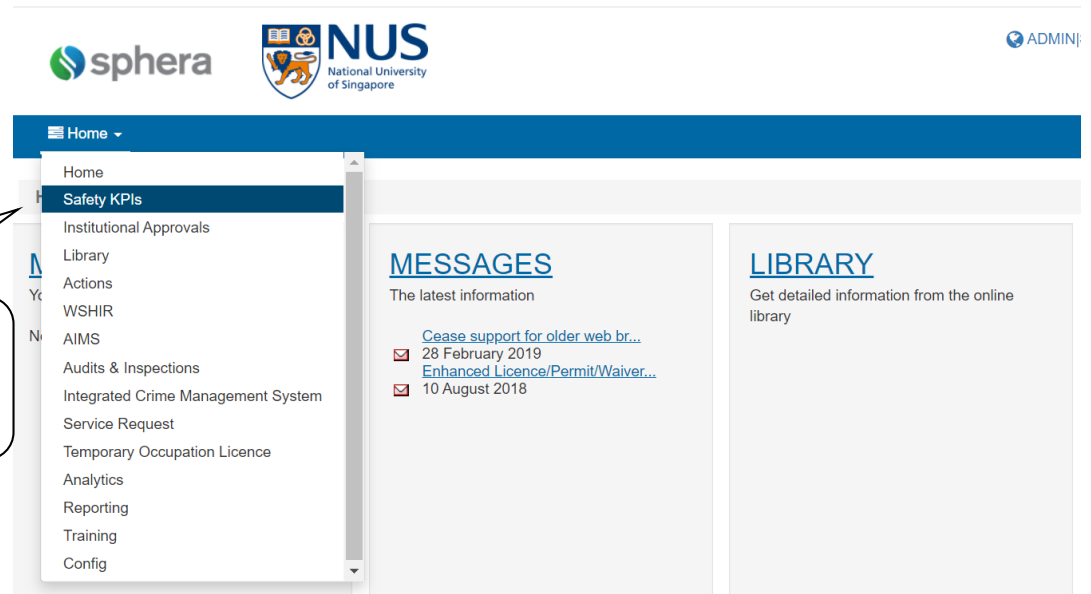 sphera
NUS
National University
of Singapore
ADMIN|
Home
Home
Safety KPIs
Institutional Approvals
Library
Actions
WSHIR
AIMS
Audits & Inspections
Integrated Crime Management System
Service Request
Temporary Occupation Licence
Analytics
Reporting
Training
Config
MESSAGES
The latest information
Cease support for older web br...
28 February 2019
Enhanced Licence/Permit/Waiver...
10 August 2018
LIBRARY
Get detailed information from the online
library